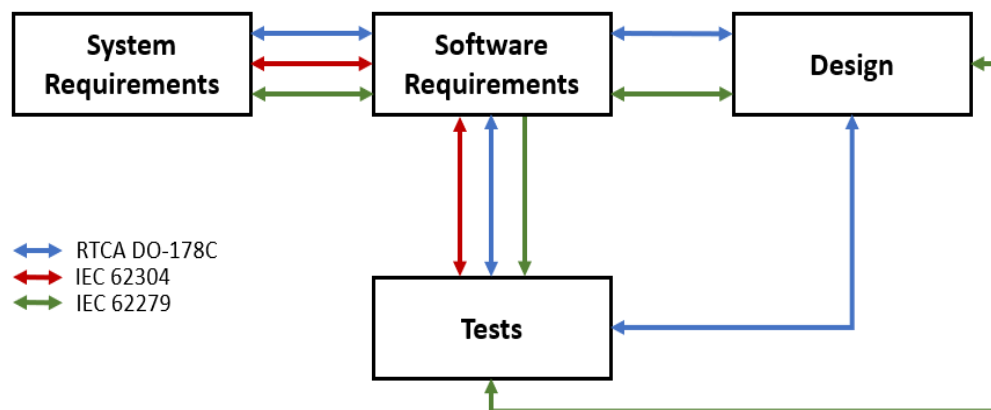 System
Requirements
Software
Requirements
Design
RTCA DO-178C
IEC 62304
IEC 62279
Tests